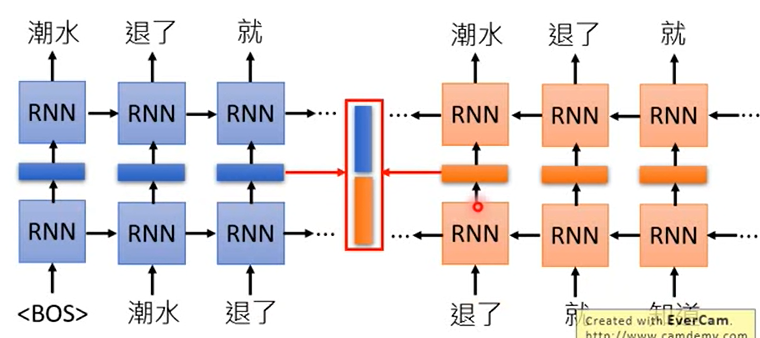 潮水 退了 就 潮水 退了 就
RNN RNN RNN ... ... RNN RNN RNN ...
RNN RNN RNN ... ... RNN RNN RNN ...
<BOS> 潮水 退了 退了 就 知道
Created with EverCam.
http://www.camdemy.com